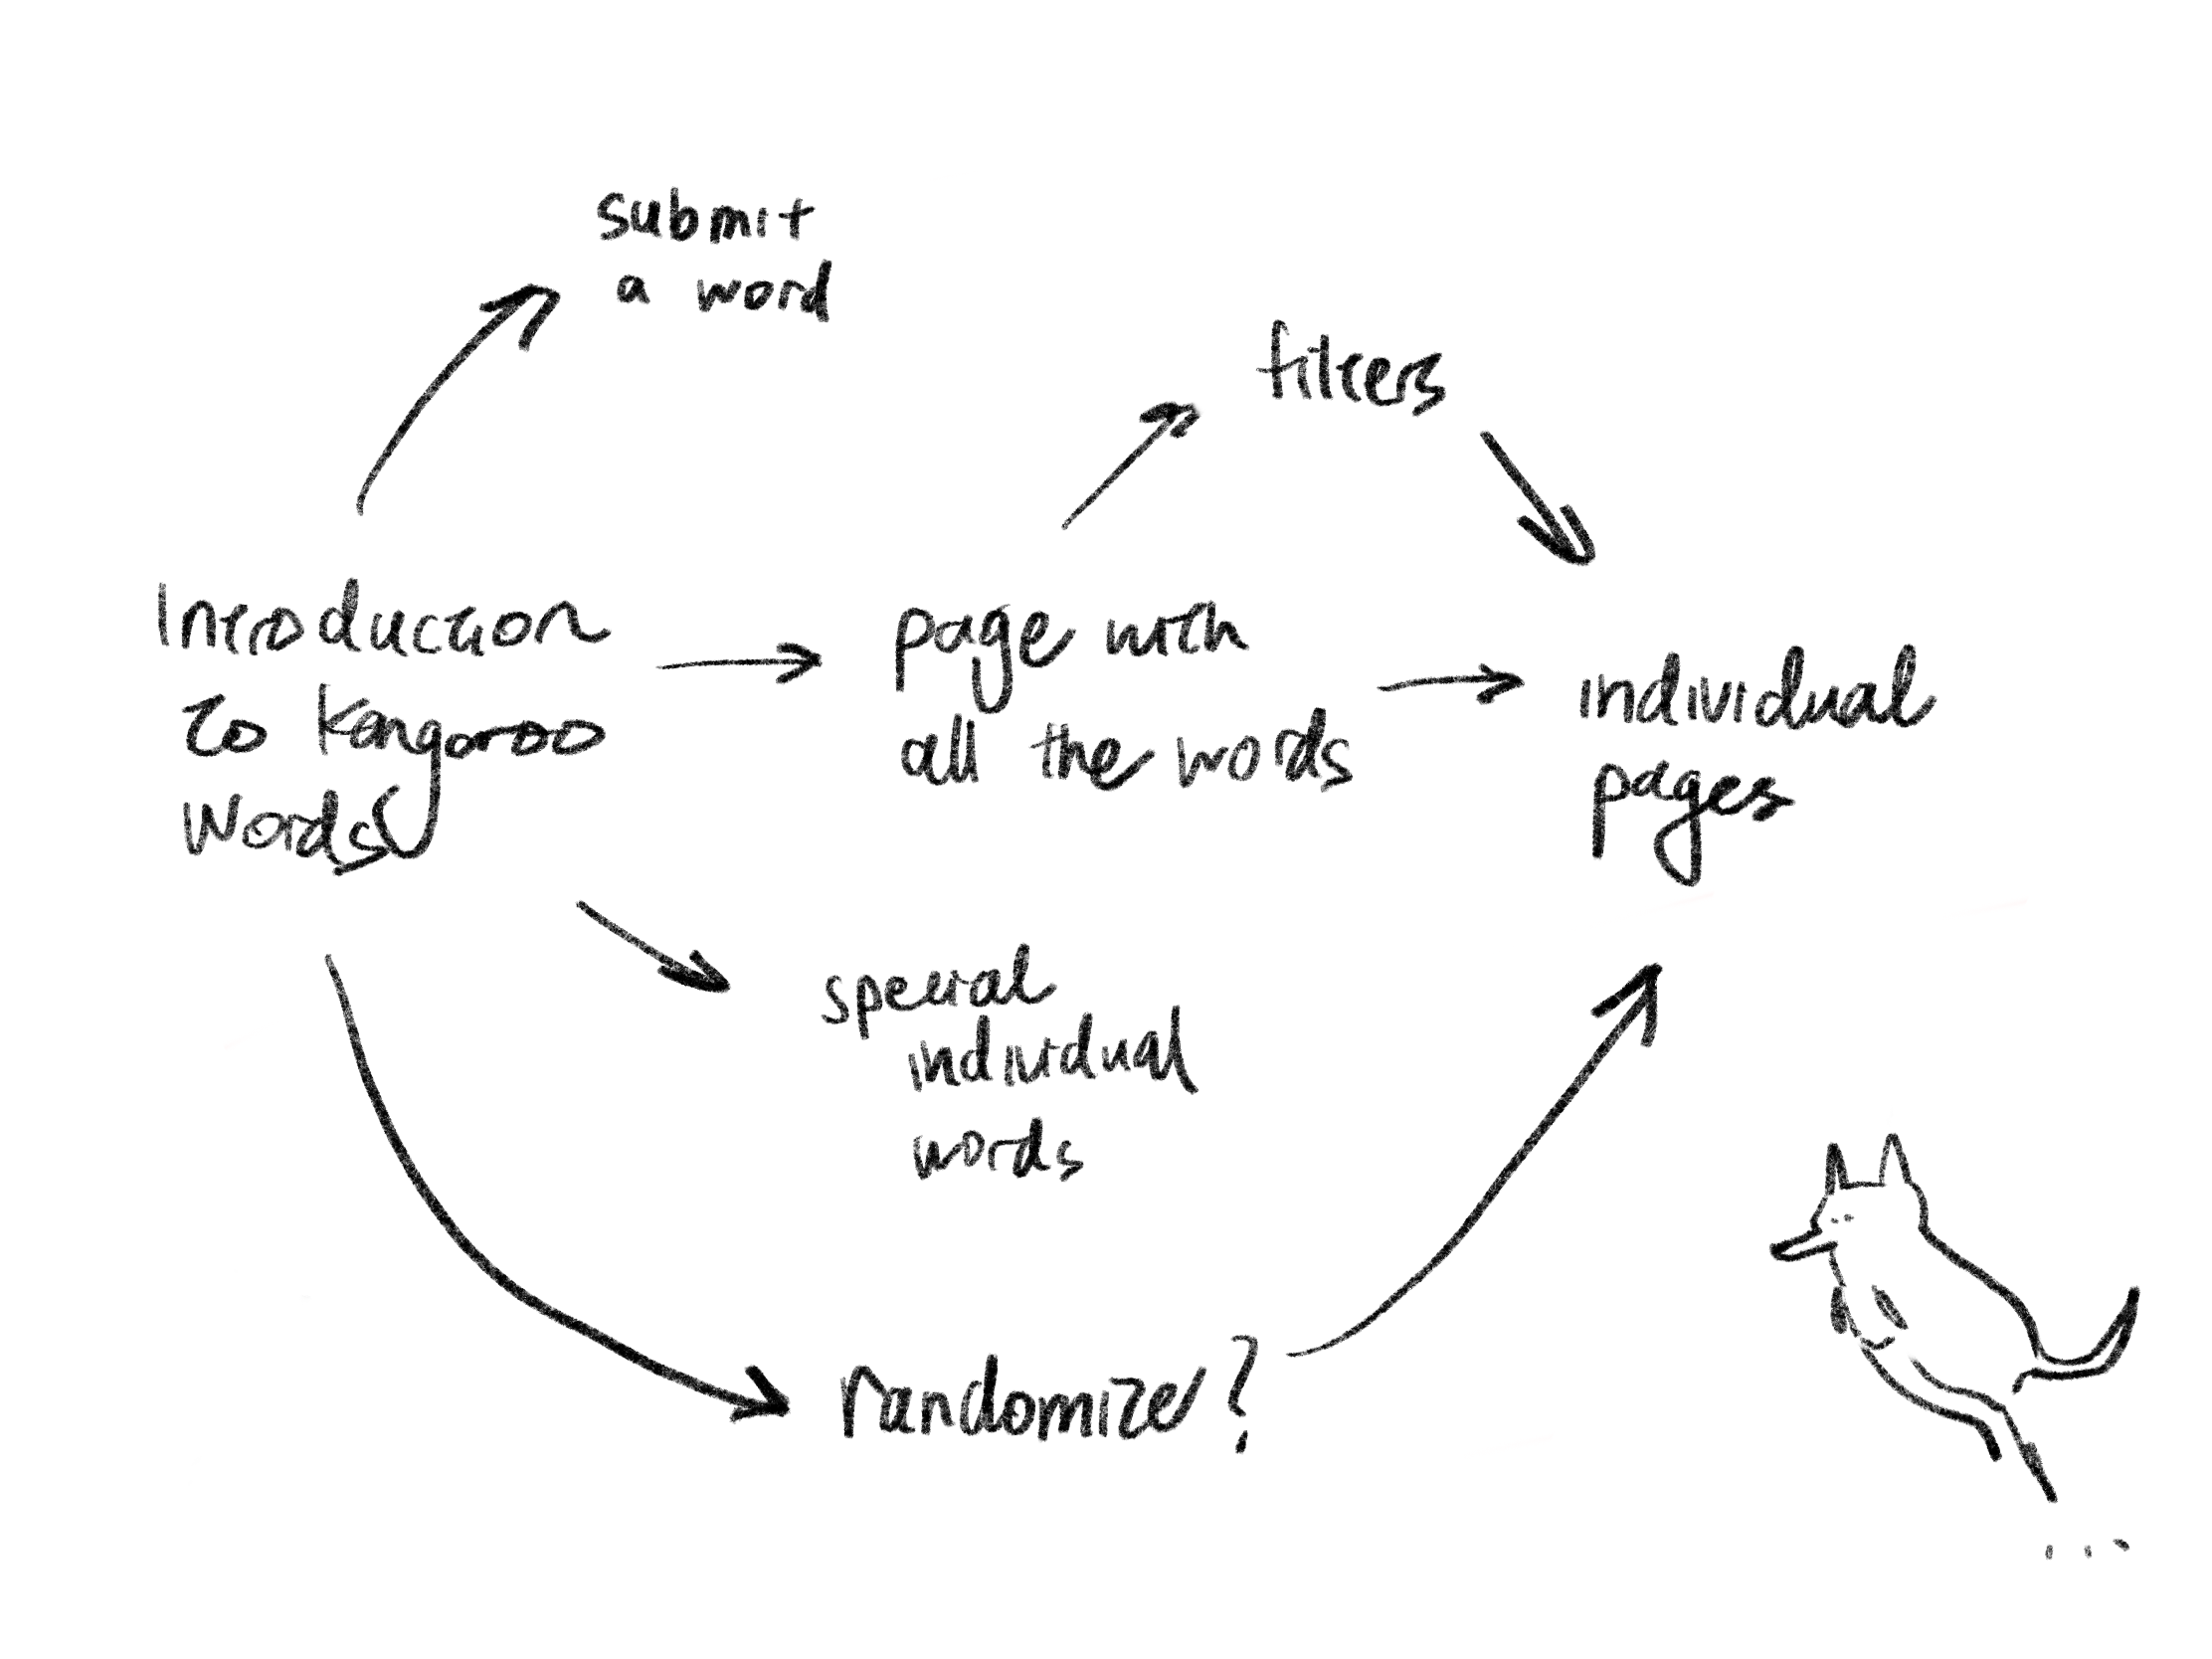 submit
a word
filters
Introduction
to Kangaroo
Words
page with
all the words
individual
pages
special
individual
words
randomize?
...